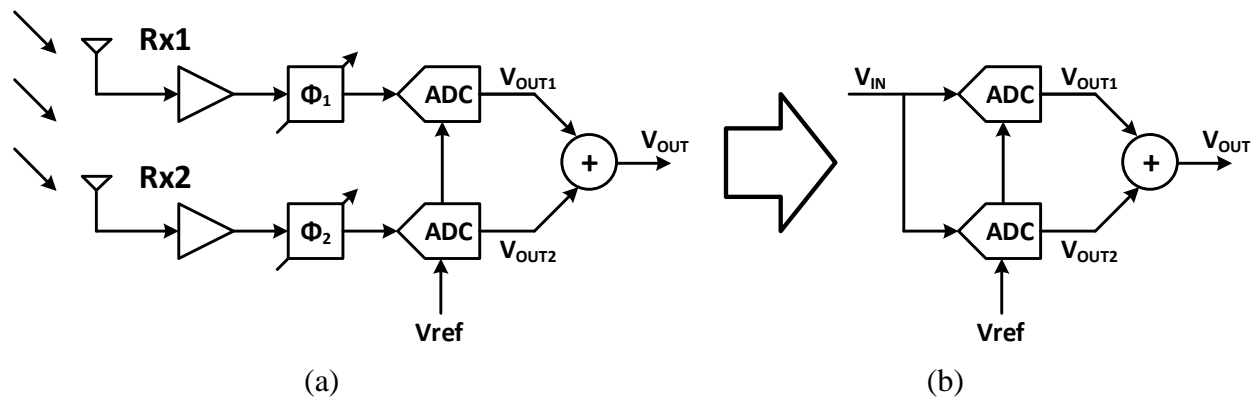 Rx1
Φ1
ADC
VOUT1
+
VOUT
Rx2
Φ2
ADC
VOUT2
Vref
(a)
VIN
ADC
VOUT1
+
VOUT
ADC
VOUT2
Vref
(b)